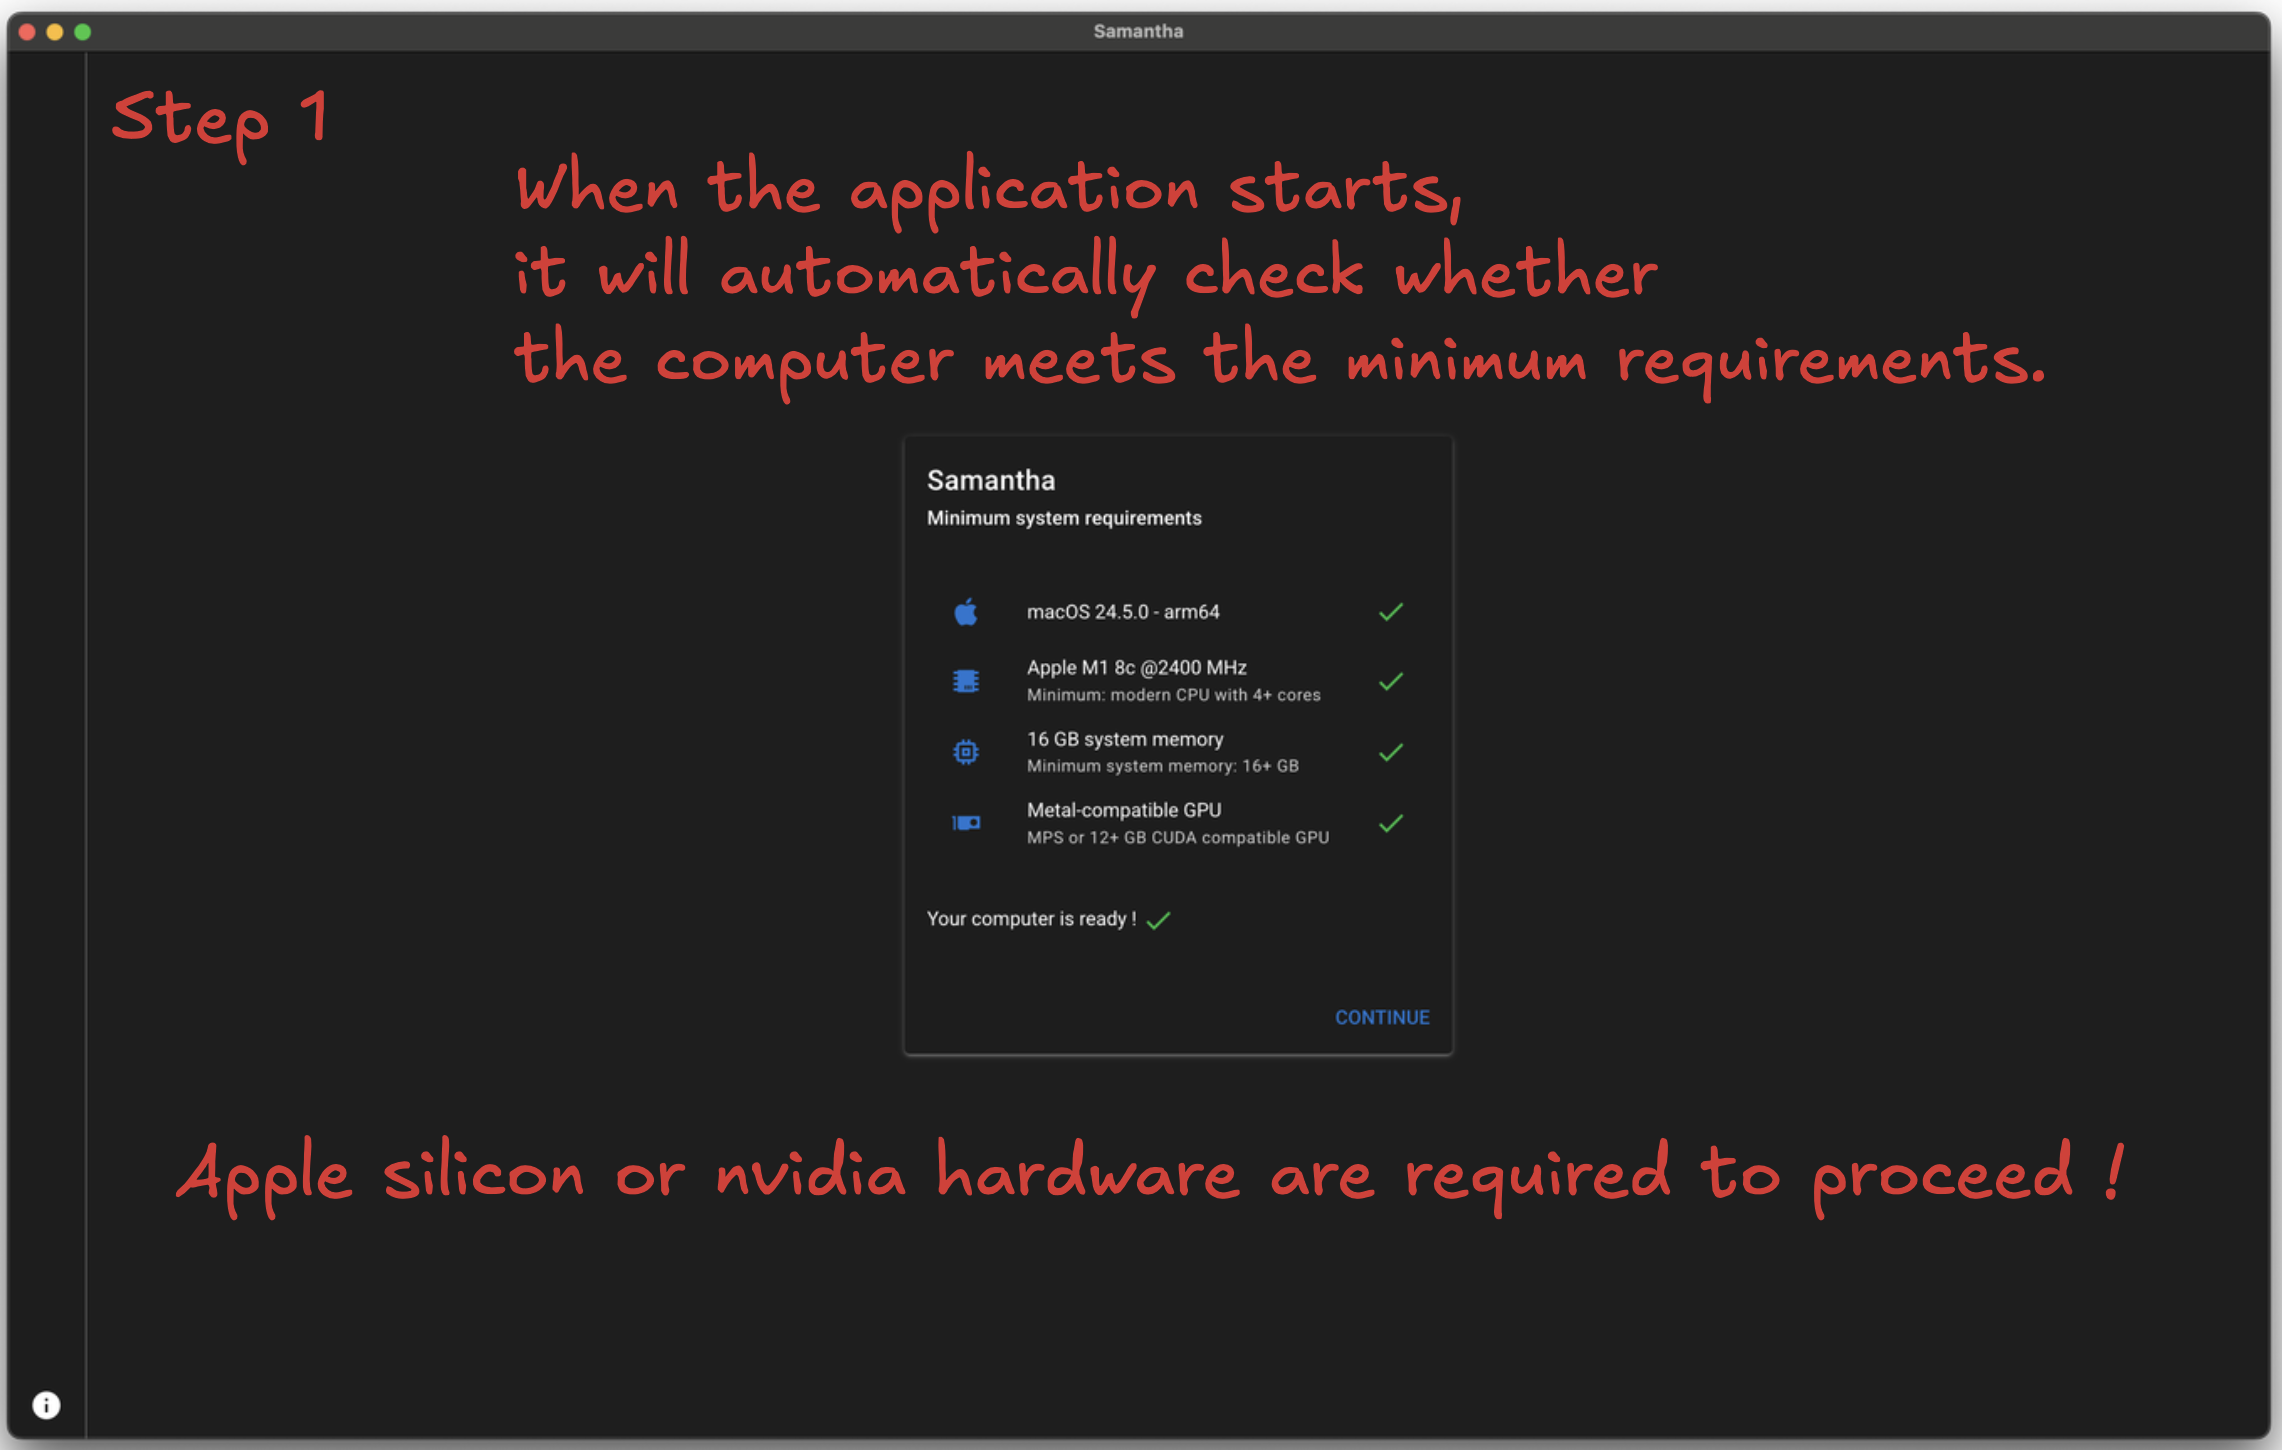 Samantha
Step 1
When the application starts,
it will automatically check whether
the computer meets the minimum requirements.
Samantha
Minimum system requirements
macOS 24.5.0 - arm64
Apple M1 8c @2400 MHz
Minimum: modern CPU with 4+ cores
16 GB system memory
Minimum system memory: 16+ GB
Metal-compatible GPU
MPS or 12+ GB CUDA compatible GPU
Your computer is ready !
CONTINUE
Apple silicon or nvidia hardware are required to proceed !